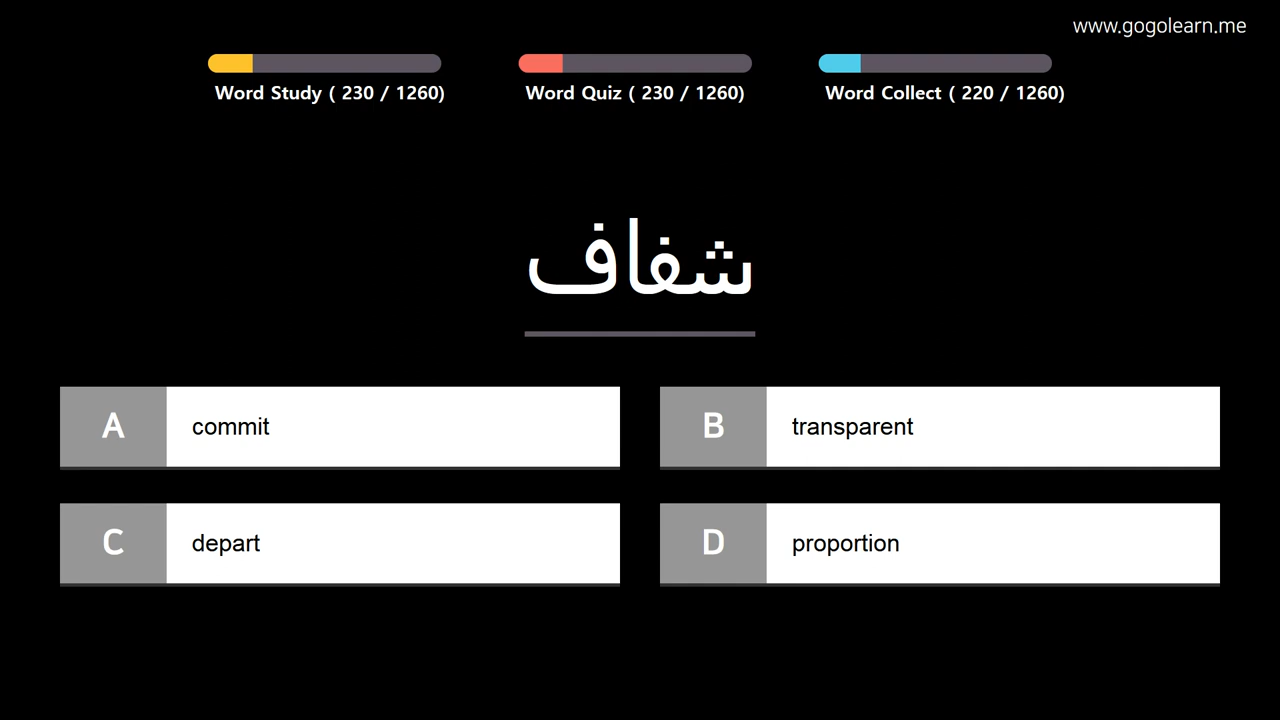 www.gogolearn.me
Word Study ( 230 / 1260)
Word Quiz ( 230 / 1260)
Word Collect ( 220 / 1260)
شفاف
A commit
B transparent
C depart
D proportion